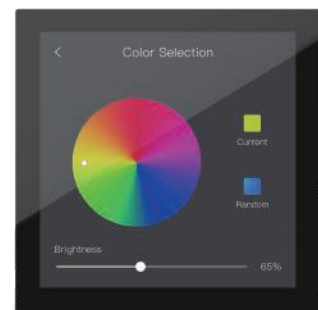 Color Selection
Current
Random
Brightness
65%